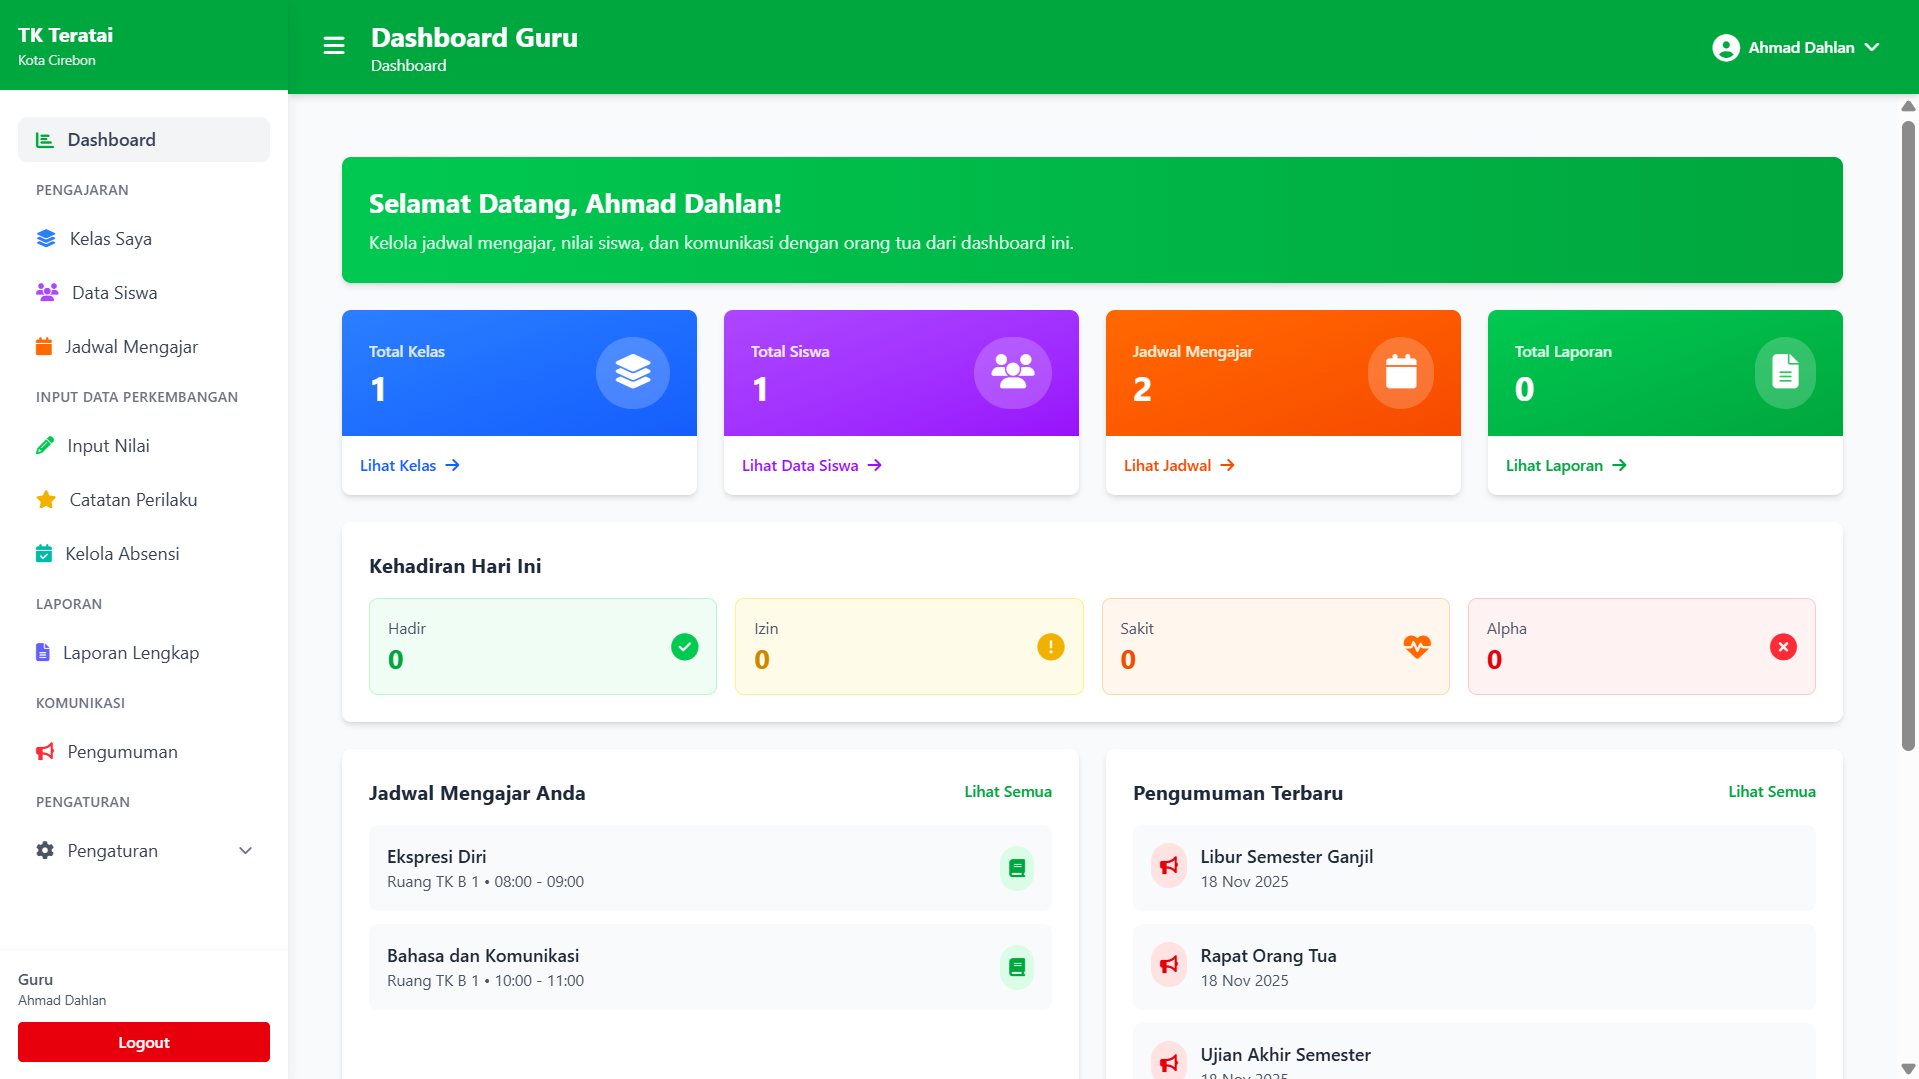 TK Teratai
Kota Cirebon
Dashboard
PENGAJARAN
Kelas Saya
Data Siswa
Jadwal Mengajar
INPUT DATA PERKEMBANGAN
Input Nilai
Catatan Perilaku
Kelola Absensi
LAPORAN
Laporan Lengkap
KOMUNIKASI
Pengumuman
PENGATURAN
Pengaturan
Guru
Ahmad Dahlan
Logout
Dashboard Guru
Dashboard
Ahmad Dahlan
Selamat Datang, Ahmad Dahlan!
Kelola jadwal mengajar, nilai siswa, dan komunikasi dengan orang tua dari dashboard ini.
Total Kelas
1
Lihat Kelas
Total Siswa
1
Lihat Data Siswa
Jadwal Mengajar
2
Lihat Jadwal
Total Laporan
0
Lihat Laporan
Kehadiran Hari Ini
Hadir
0
Izin
0
Sakit
0
Alpha
0
Jadwal Mengajar Anda
Lihat Semua
Ekspresi Diri
Ruang TK B 1 • 08:00 - 09:00
Bahasa dan Komunikasi
Ruang TK B 1 • 10:00 - 11:00
Pengumuman Terbaru
Lihat Semua
Libur Semester Ganjil
18 Nov 2025
Rapat Orang Tua
18 Nov 2025
Ujian Akhir Semester
18 Nov 2025